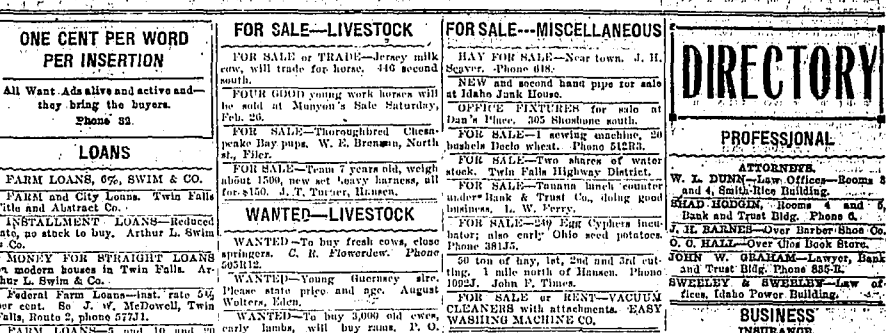 ONE CENT PER WORD
PER INSERTION
All Want Ads alive and active and—
they bring the buyers.
Phone 32.
LOANS
FARM LOANS, 6%, SWIM & CO.
FARM and City Loans. Twin Falls
Title and Abstract Co.
INSTALLMENT LOANS—Reduced
rate, no stock to buy. Arthur L. Swim
& Co.
MONEY FOR STRAIGHT LOANS
on modern houses in Twin Falls. Ar-
thur L. Swim & Co.
Federal Farm Loans—inst. rate 5½
per cent. See J. W. McDowell, Twin
Falls, Route 2, phone 577J1.
FARM LOANS—5 and 10 and 20
FOR SALE—LIVESTOCK
FOR SALE or TRADE—Jersey milk
cow, will trade for horse. 446 second
south.
FOUR GOOD young work horses will
be sold at Munyon's Sale Saturday,
Feb. 26.
FOR SALE—Thoroughbred Chesa-
peake Bay pups. W. E. Bronson, North
st., Filer.
FOR SALE—Team 7 years old, weigh
about 1500, new set heavy harness, all
for $150. J. T. Turner, Hansen.
WANTED—LIVESTOCK
WANTED—To buy fresh cows, close
springers. C. R. Flowerdew. Phone
505R12.
WANTED—Young Guernsey sire.
Please state price and age. August
Wolters, Eden.
WANTED—To buy 3,000 old ewes,
early lambs, will buy rams. P. O.
FOR SALE---MISCELLANEOUS
HAY FOR SALE—Near town. J. H.
Seaver. Phone 618.
NEW and second hand pipe for sale
at Idaho Junk House.
OFFICE FIXTURES for sale at
Dan's Place. 305 Shoshone south.
FOR SALE—1 sewing machine, 20
bushels Declo wheat. Phone 512R3.
FOR SALE—Two shares of water
stock. Twin Falls Highway District.
FOR SALE—Tanana lunch counter
under Bank & Trust Co., doing good
business. L. W. Ferry.
FOR SALE—240 Egg Cyphers incu-
bator; also early Ohio seed potatoes.
Phone 381J5.
50 ton of hay, 1st, 2nd and 3rd cut-
ting. 1 mile north of Hansen. Phone
1092J. John F. Times.
FOR SALE or RENT—VACUUM
CLEANERS with attachments. EASY
WASHING MACHINE CO.
DIRECTORY
PROFESSIONAL
ATTORNEYS.
W. L. DUNN—Law Offices—Rooms 3
and 4, Smith-Rice Building.
SHAD HODGIN, Rooms 4 and 5,
Bank and Trust Bldg. Phone 6.
J. H. BARNES—Over Barber Shoe Co.
O. C. HALL—Over Clos Book Store.
JOHN W. GRAHAM—Lawyer, Bank
and Trust Bldg. Phone 835-R.
SWEELEY & SWEELEY—Law of-
fices, Idaho Power Building.
BUSINESS
INSURANCE